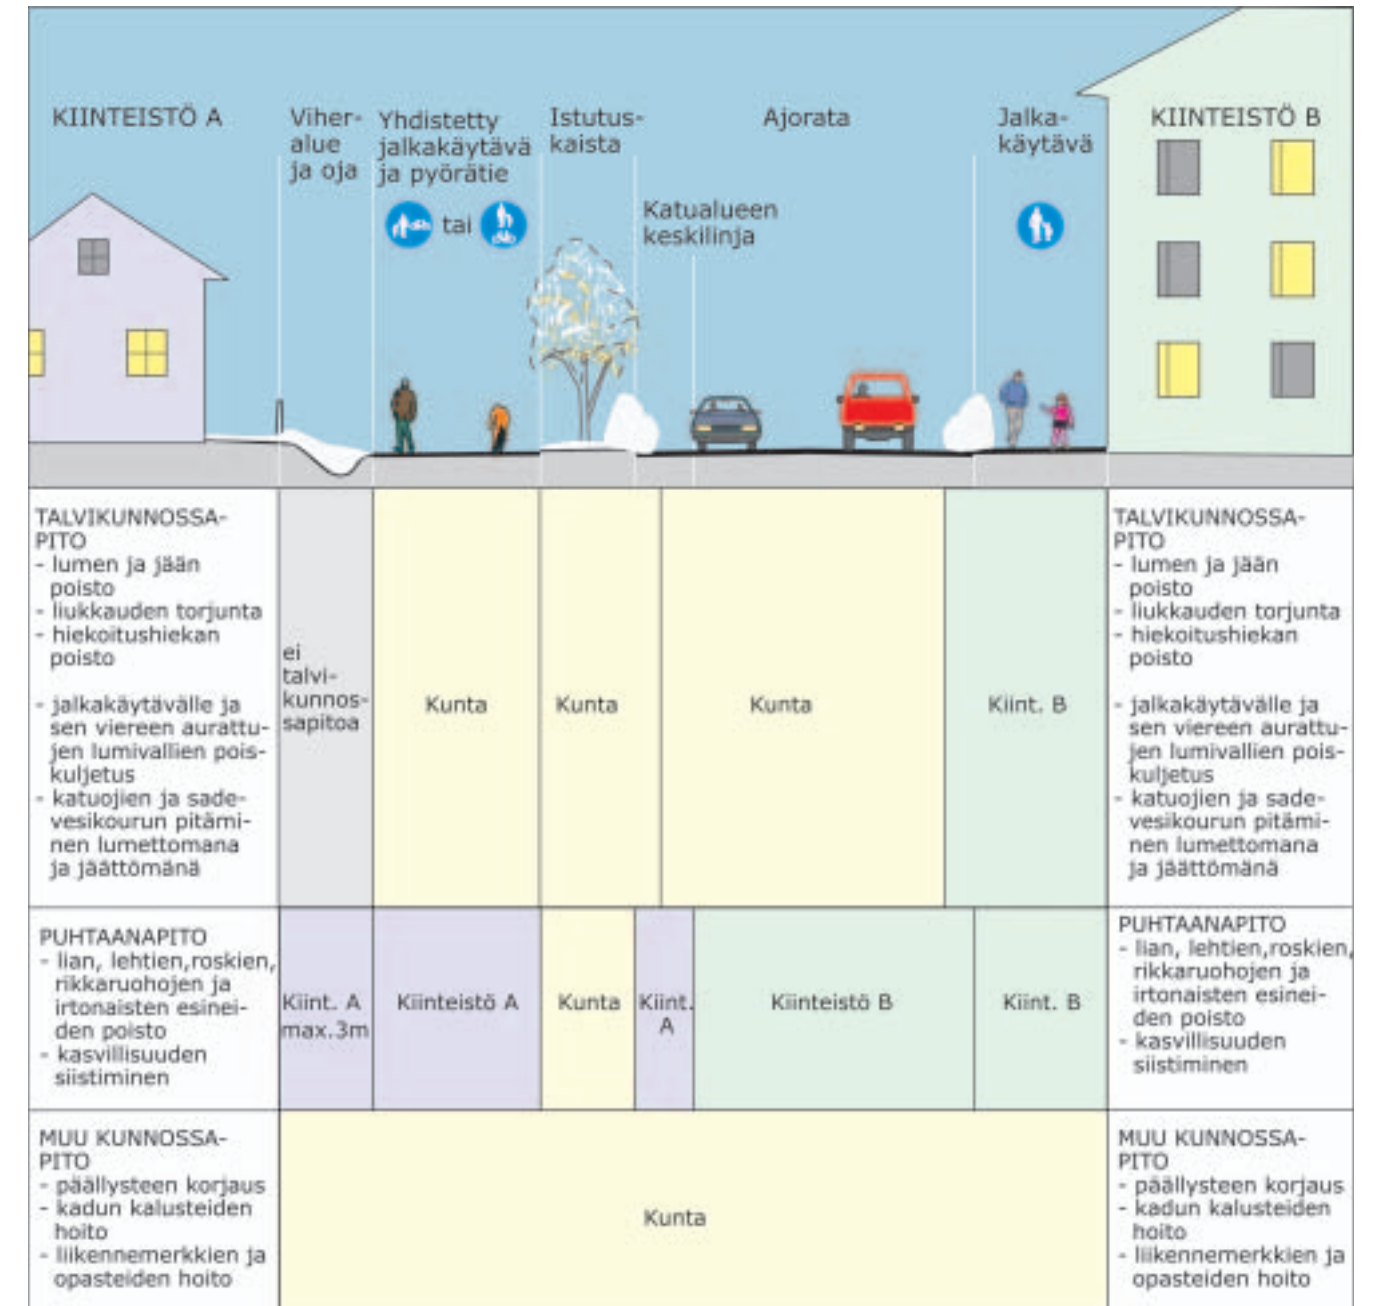 KIINTEISTÖ A
Viher-
alue
ja oja
Yhdistetty
jalkakäytävä
ja pyörätie
tai
Istutus-
kaista
Katualueen
keskilinja
Ajorata
Jalka-
käytävä
KIINTEISTÖ B
TALVIKUNNOSSA-
PITO
- lumen ja jään
poisto
- liukkauden torjunta
- hiekoitushiekan
poisto
- jalkakäytävälle ja
sen viereen aurattu-
jen lumivallien pois-
kuljetus
- katuojien ja sade-
vesikourun pitämi-
nen lumettomana
ja jäättömänä
ei
talvi-
kunnos-
sapitoa
Kunta
Kunta
Kunta
Kiint. B
TALVIKUNNOSSA-
PITO
- lumen ja jään
poisto
- liukkauden torjunta
- hiekoitushiekan
poisto
- jalkakäytävälle ja
sen viereen aurattu-
jen lumivallien pois-
kuljetus
- katuojien ja sade-
vesikourun pitämi-
nen lumettomana
ja jäättömänä
PUHTAANAPITO
- lian, lehtien,roskien,
rikkaruohojen ja
irtonaisten esinei-
den poisto
- kasvillisuuden
siistiminen
Kiint. A
max.3m
Kiinteistö A
Kunta
Kiint.
A
Kiinteistö B
Kiint. B
PUHTAANAPITO
- lian, lehtien,roskien,
rikkaruohojen ja
irtonaisten esinei-
den poisto
- kasvillisuuden
siistiminen
MUU KUNNOSSA-
PITO
- päällysteen korjaus
- kadun kalusteiden
hoito
- liikennemerkkien ja
opasteiden hoito
Kunta
MUU KUNNOSSA-
PITO
- päällysteen korjaus
- kadun kalusteiden
hoito
- liikennemerkkien ja
opasteiden hoito